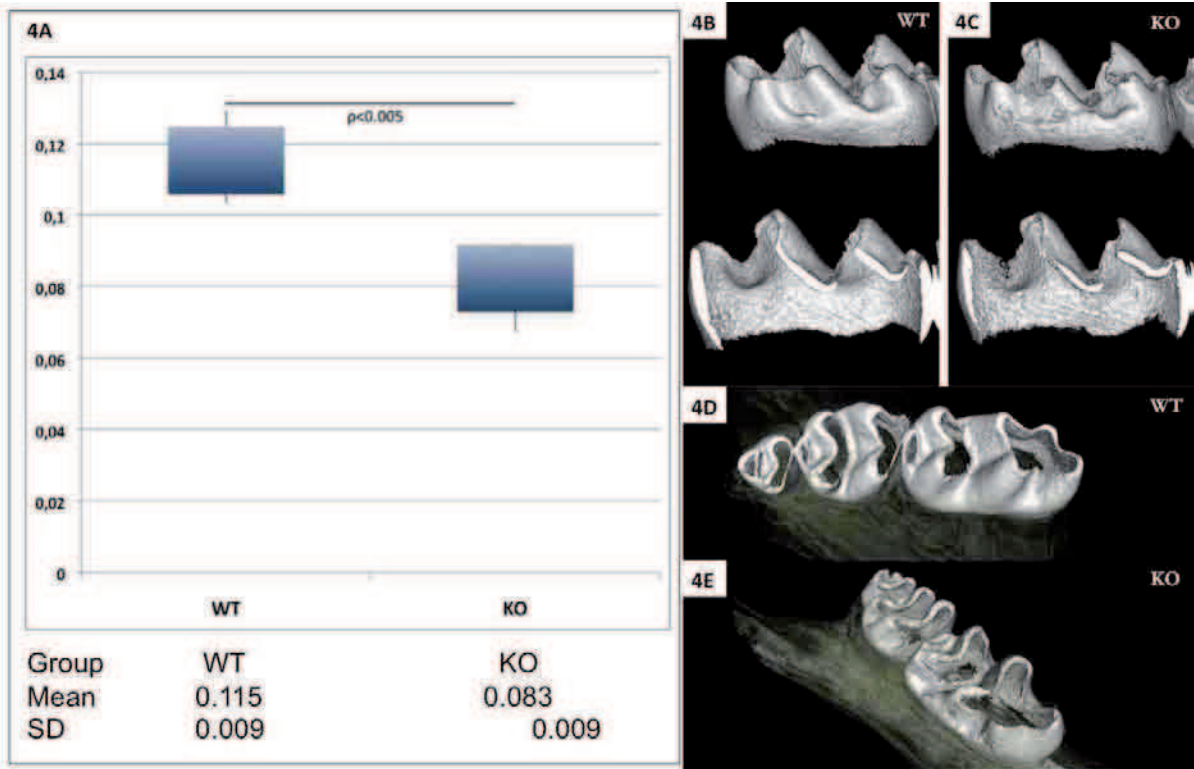 4A
0,14
0,12
0,1
0,08
0,06
0,04
0,02
0
ρ<0.005
WT KO
Group WT KO
Mean 0.115 0.083
SD 0.009 0.009
4B WT
4C KO
4D WT
4E KO